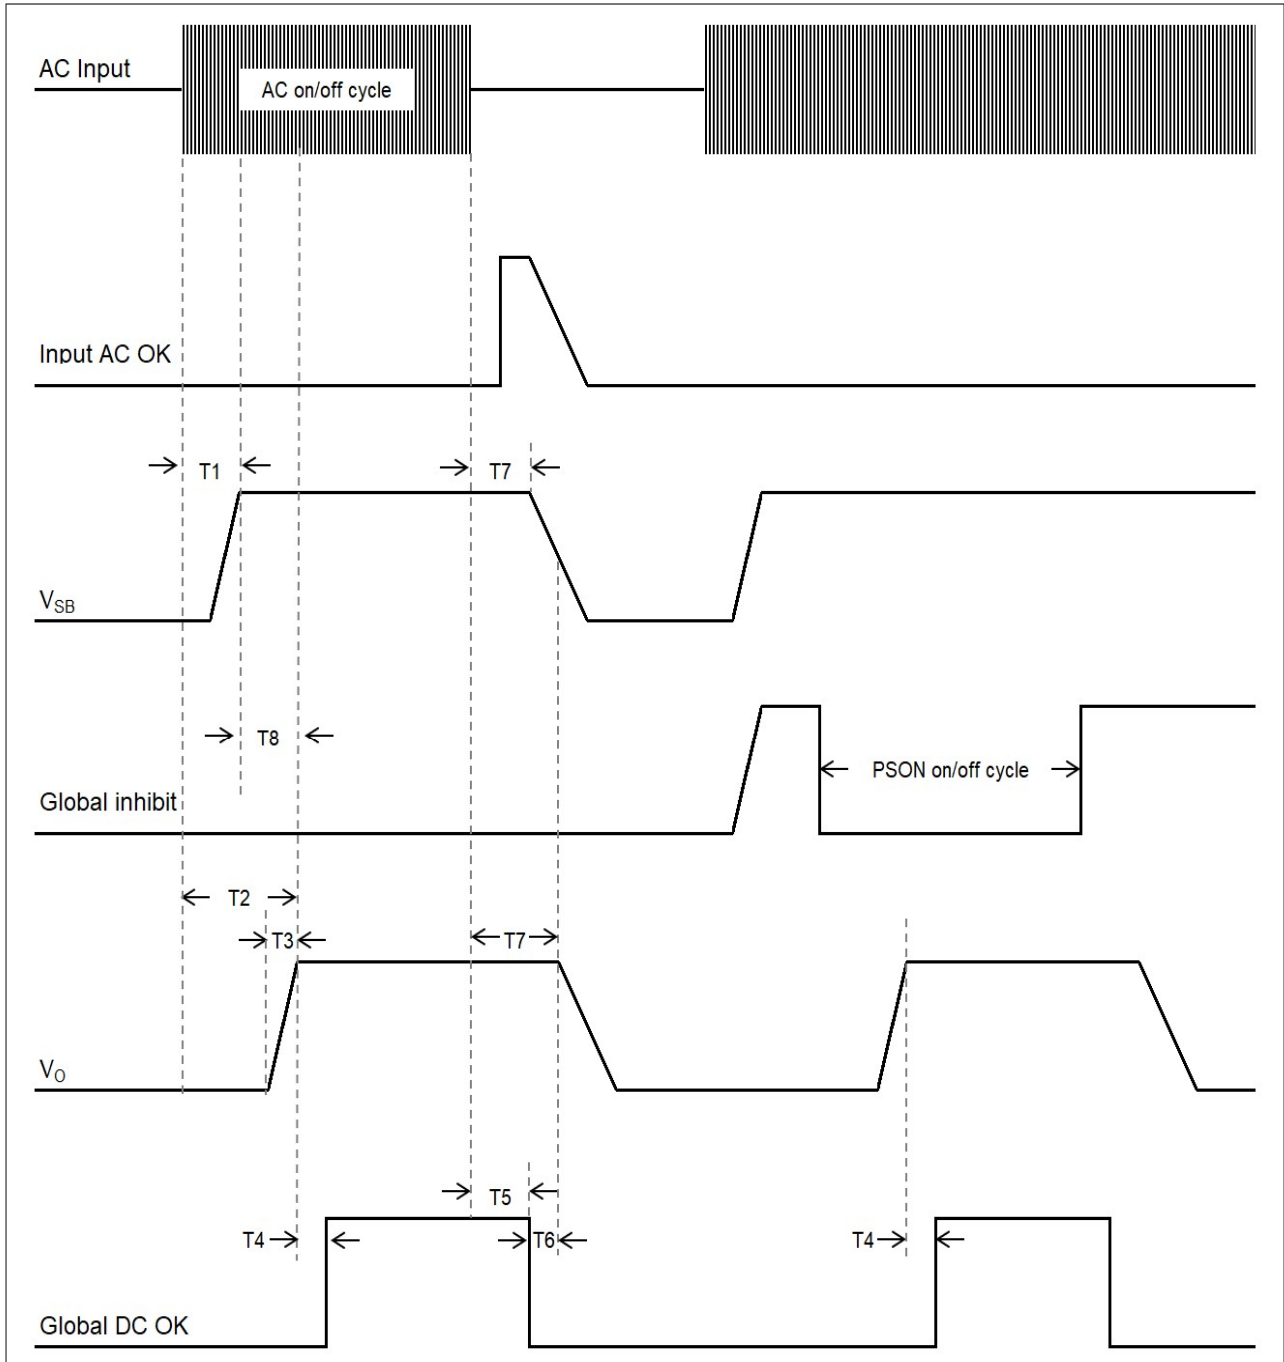 AC Input
AC on/off cycle
Input AC OK
T1
T7
VSB
T8
PSON on/off cycle
Global inhibit
T2
T3
T7
VO
T5
T4
T6
T4
Global DC OK